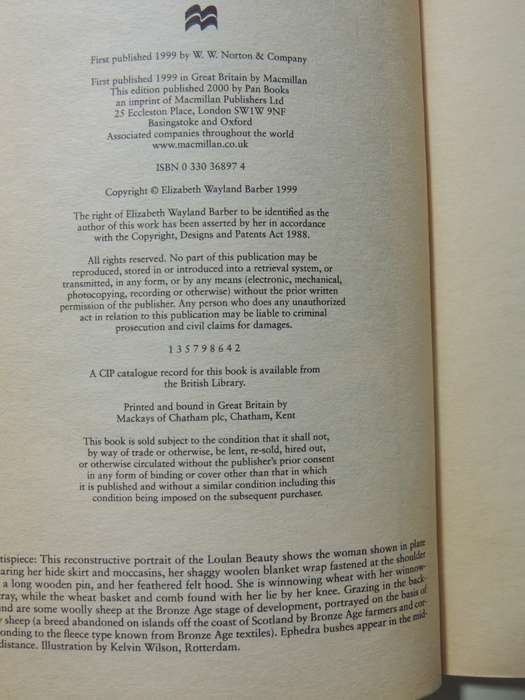 First published 1999 by W. W. Norton & Company
First published 1999 in Great Britain by Macmillan
This edition published 2000 by Pan Books
an imprint of Macmillan Publishers Ltd
25 Eccleston Place, London SW1W 9NF
Basingstoke and Oxford
Associated companies throughout the world
www.macmillan.co.uk
ISBN 0 330 36897 4
Copyright © Elizabeth Wayland Barber 1999
The right of Elizabeth Wayland Barber to be identified as the
author of this work has been asserted by her in accordance
with the Copyright, Designs and Patents Act 1988.
All rights reserved. No part of this publication may be
reproduced, stored in or introduced into a retrieval system, or
transmitted, in any form, or by any means (electronic, mechanical,
photocopying, recording or otherwise) without the prior written
permission of the publisher. Any person who does any unauthorized
act in relation to this publication may be liable to criminal
prosecution and civil claims for damages.
1 3 5 7 9 8 6 4 2
A CIP catalogue record for this book is available from
the British Library.
Printed and bound in Great Britain by
Mackays of Chatham plc, Chatham, Kent
This book is sold subject to the condition that it shall not,
by way of trade or otherwise, be lent, re-sold, hired out,
or otherwise circulated without the publisher's prior consent
in any form of binding or cover other than that in which
it is published and without a similar condition including this
condition being imposed on the subsequent purchaser.
tispiece: This reconstructive portrait of the Loulan Beauty shows the woman shown in plate
aring her hide skirt and moccasins, her shaggy woolen blanket wrap fastened at the shoulder
a long wooden pin, and her feathered felt hood. She is winnowing wheat with her winnow-
ray, while the wheat basket and comb found with her lie by her knee. Grazing in the back-
nd are some woolly sheep at the Bronze Age stage of development, portrayed on the basis of
sheep (a breed abandoned on islands off the coast of Scotland by Bronze Age farmers and cor-
onding to the fleece type known from Bronze Age textiles). Ephedra bushes appear in the mid-
distance. Illustration by Kelvin Wilson, Rotterdam.